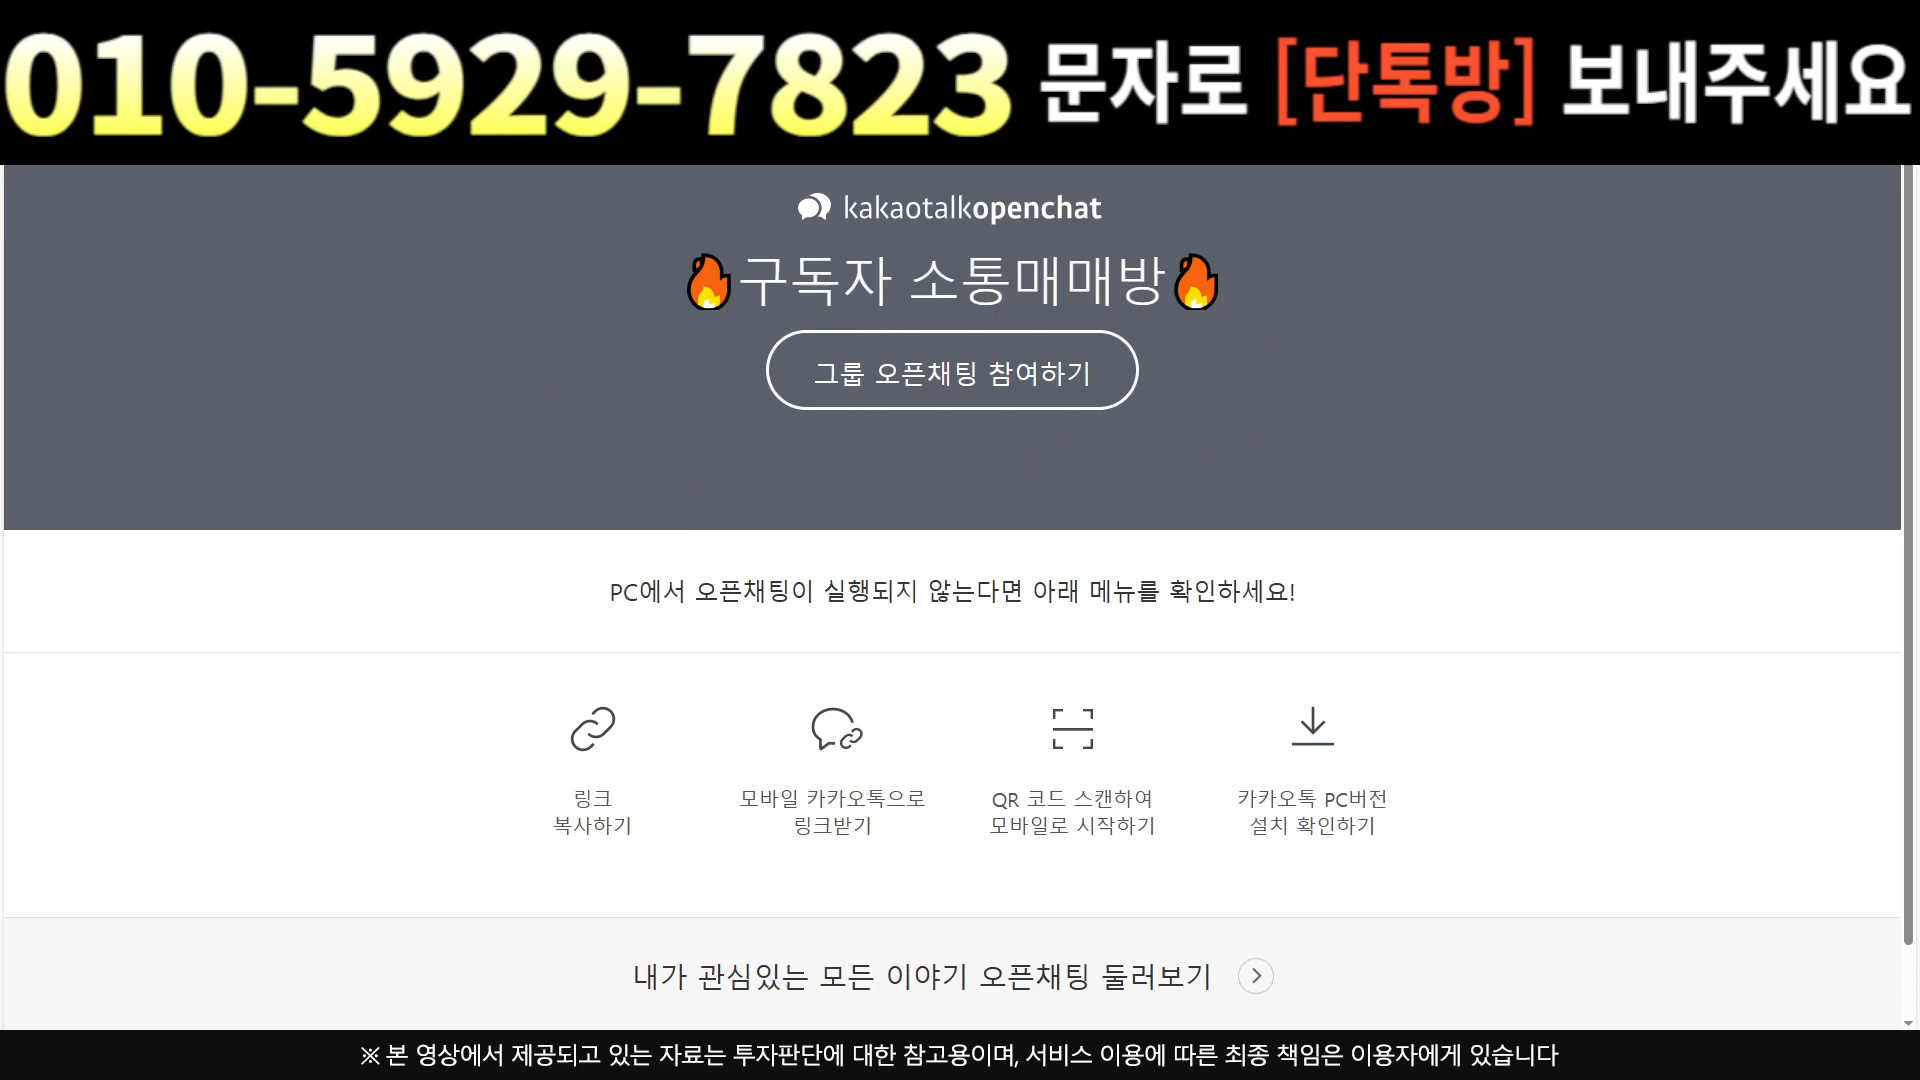 010-5929-7823 문자로 [단톡방] 보내주세요
kakaotalkopenchat
🔥구독자 소통매매방🔥
그룹 오픈채팅 참여하기
PC에서 오픈채팅이 실행되지 않는다면 아래 메뉴를 확인하세요!
링크
복사하기
모바일 카카오톡으로
링크받기
QR 코드 스캔하여
모바일로 시작하기
카카오톡 PC버전
설치 확인하기
내가 관심있는 모든 이야기 오픈채팅 둘러보기
※ 본 영상에서 제공되고 있는 자료는 투자판단에 대한 참고용이며, 서비스 이용에 따른 최종 책임은 이용자에게 있습니다